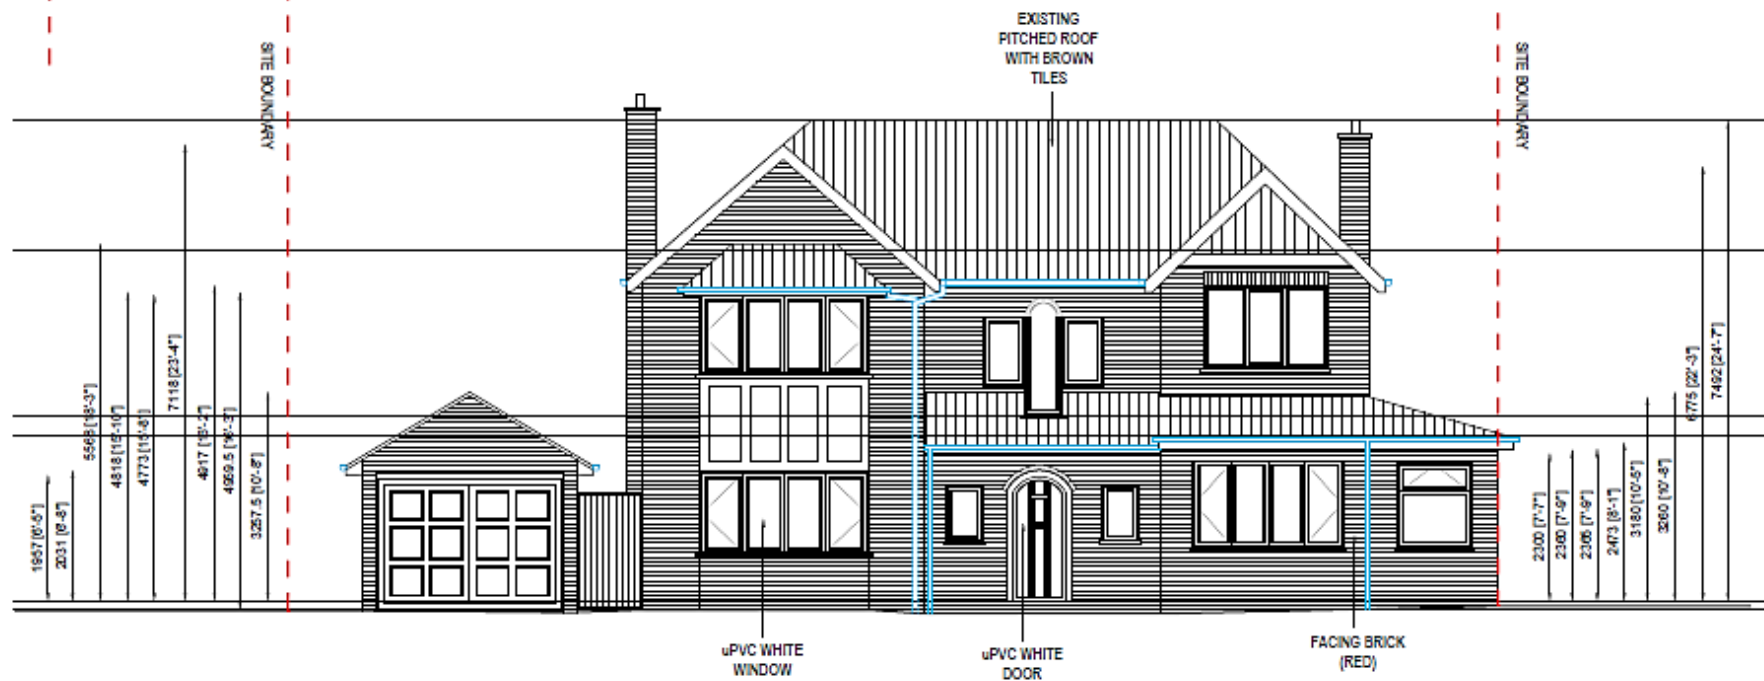 EXISTING
PITCHED ROOF
WITH BROWN
TILES
SITE BOUNDARY
SITE BOUNDARY
1957 [6'-5"]
2031 [6'-8"]
5568 [18'-3"]
4818 [15'-10"]
4773 [15'-8"]
7118 [23'-4"]
4917 [16'-2"]
4959.5 [16'-3"]
3257.5 [10'-8"]
2300 [7'-7"]
2360 [7'-9"]
2365 [7'-9"]
2473 [8'-1"]
3180 [10'-5"]
3260 [10'-8"]
6775 [22'-3"]
7492 [24'-7"]
uPVC WHITE
WINDOW
uPVC WHITE
DOOR
FACING BRICK
(RED)